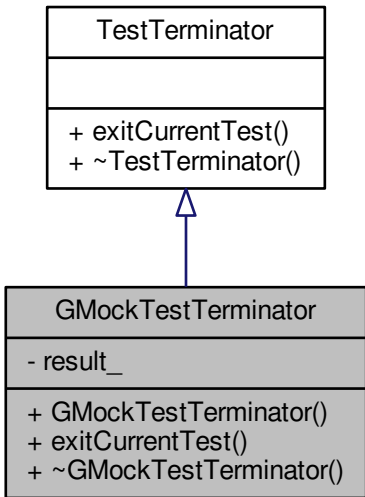 TestTerminator
+ exitCurrentTest()
+ ~TestTerminator()
GMockTestTerminator
- result_
+ GMockTestTerminator()
+ exitCurrentTest()
+ ~GMockTestTerminator()